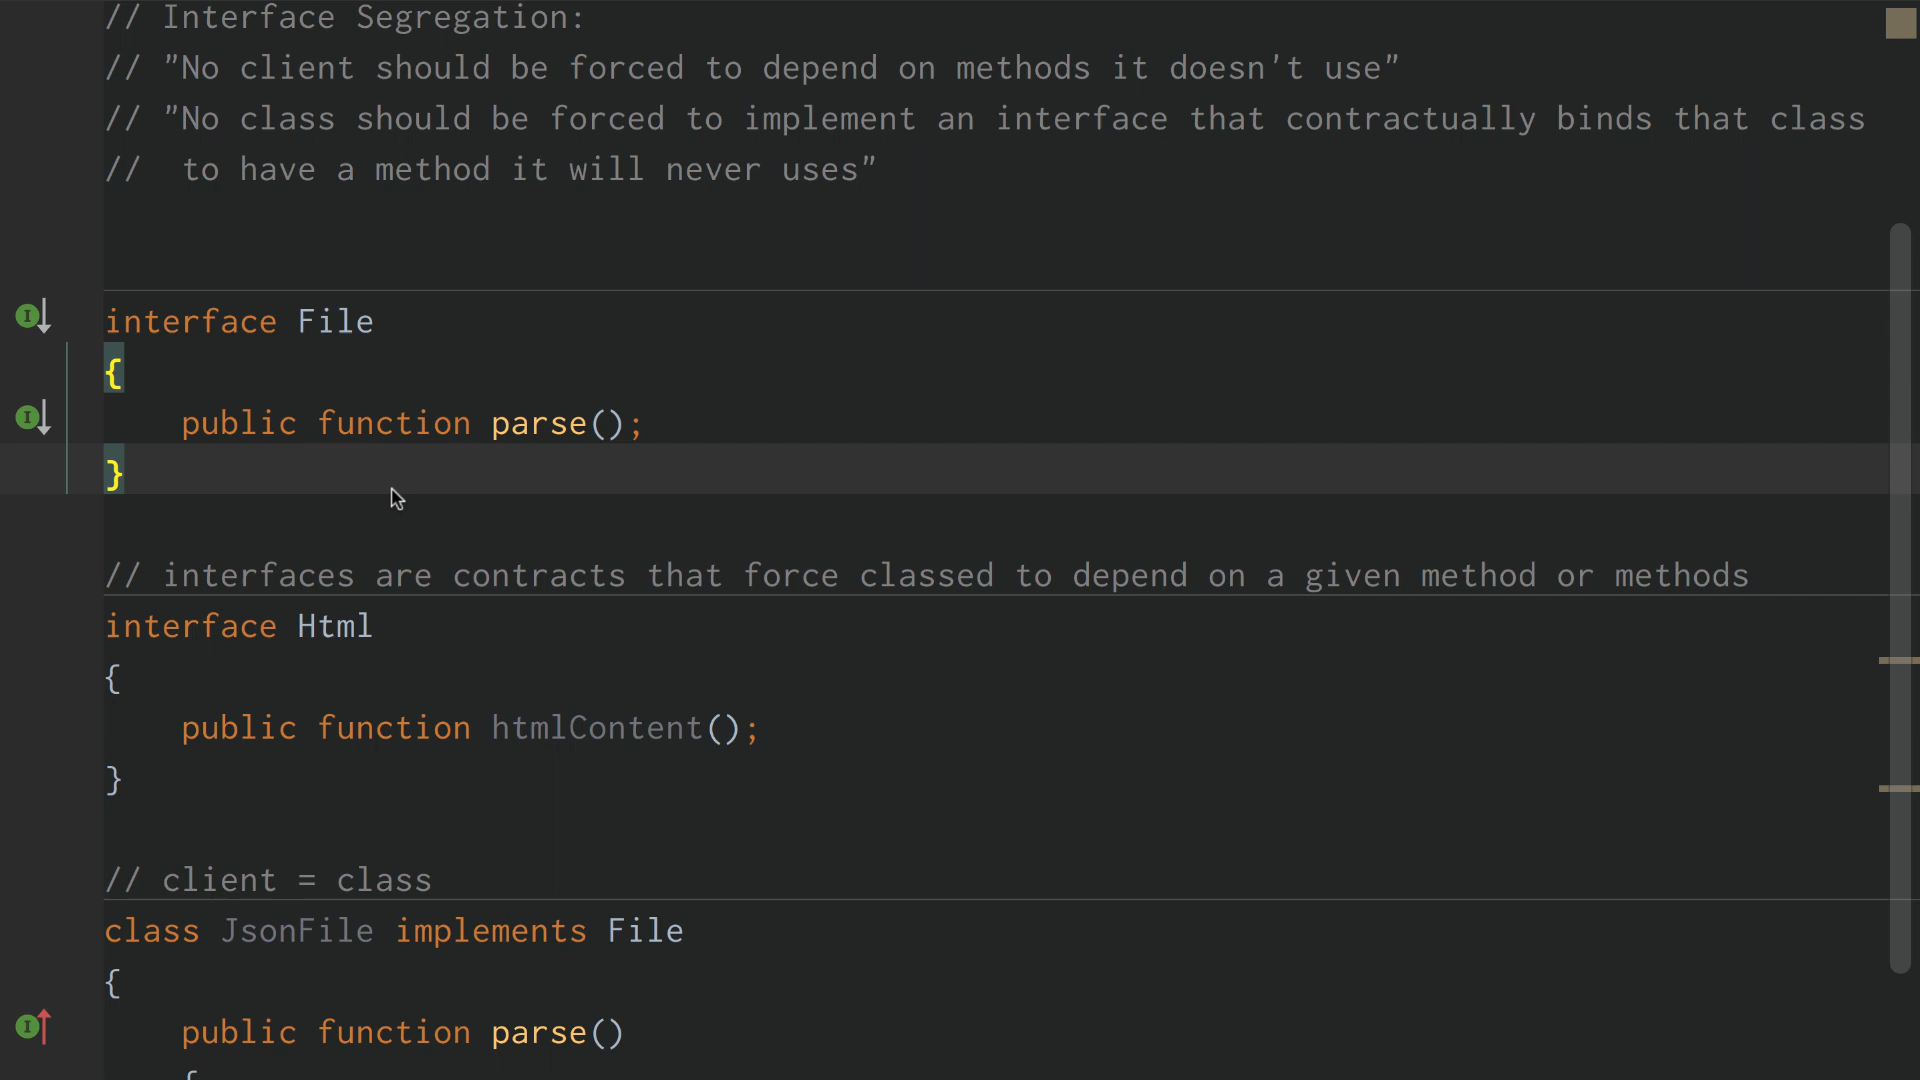 // Interface Segregation:
// "No client should be forced to depend on methods it doesn't use"
// "No class should be forced to implement an interface that contractually binds that class
//  to have a method it will never uses"
interface File
{
    public function parse();
}
// interfaces are contracts that force classed to depend on a given method or methods
interface Html
{
    public function htmlContent();
}
// client = class
class JsonFile implements File
{
    public function parse()
    {